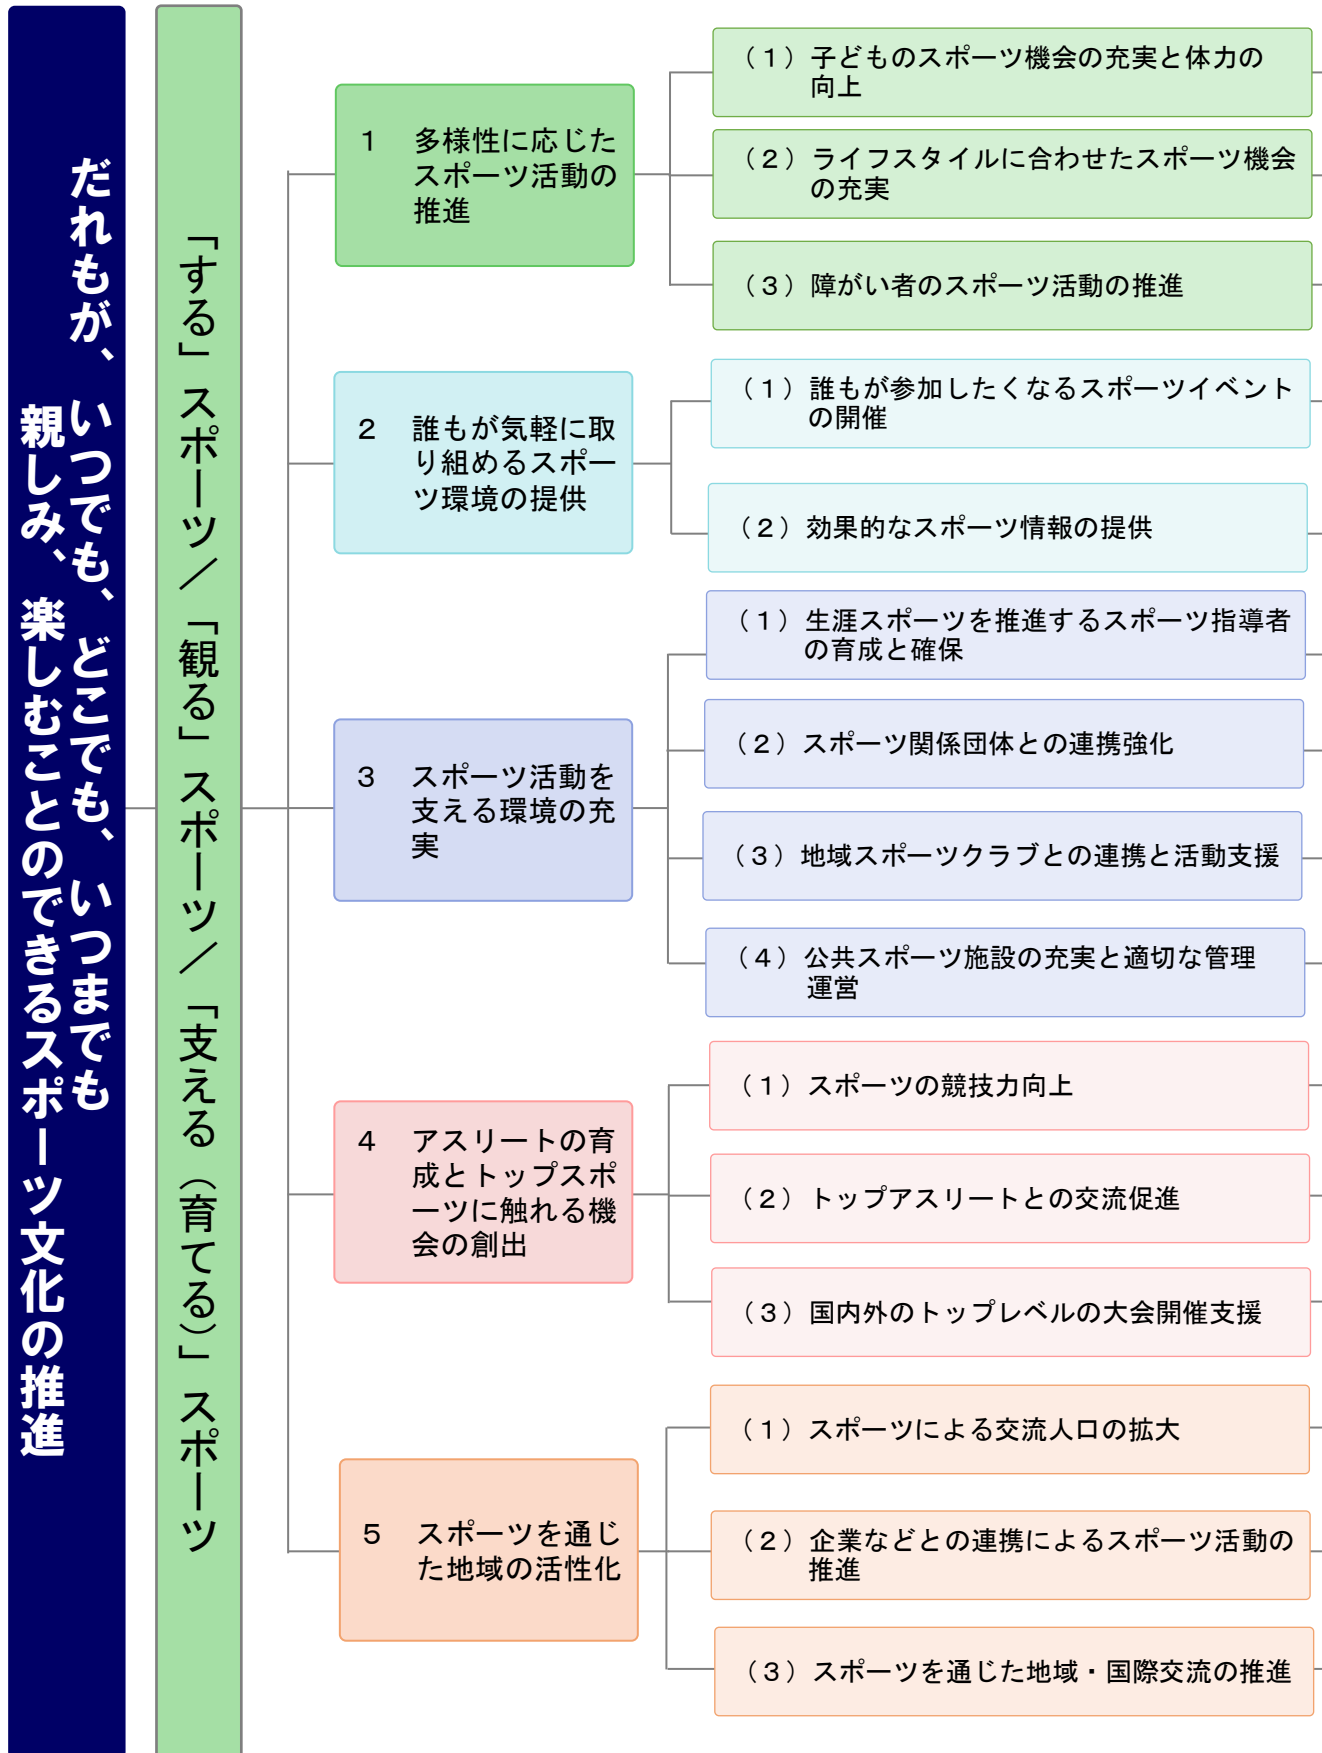 だれもが、いつでも、どこでも、いつまでも
親しみ、楽しむことのできるスポーツ文化の推進
「する」スポーツ／「観る」スポーツ／「支える（育てる）」スポーツ
１　多様性に応じた
スポーツ活動の
推進
（１）子どものスポーツ機会の充実と体力の
向上
（２）ライフスタイルに合わせたスポーツ機会
の充実
（３）障がい者のスポーツ活動の推進
２　誰もが気軽に取
り組めるスポー
ツ環境の提供
（１）誰もが参加したくなるスポーツイベント
の開催
（２）効果的なスポーツ情報の提供
３　スポーツ活動を
支える環境の充
実
（１）生涯スポーツを推進するスポーツ指導者
の育成と確保
（２）スポーツ関係団体との連携強化
（３）地域スポーツクラブとの連携と活動支援
（４）公共スポーツ施設の充実と適切な管理
運営
４　アスリートの育
成とトップスポ
ーツに触れる機
会の創出
（１）スポーツの競技力向上
（２）トップアスリートとの交流促進
（３）国内外のトップレベルの大会開催支援
５　スポーツを通じ
た地域の活性化
（１）スポーツによる交流人口の拡大
（２）企業などとの連携によるスポーツ活動の
推進
（３）スポーツを通じた地域・国際交流の推進